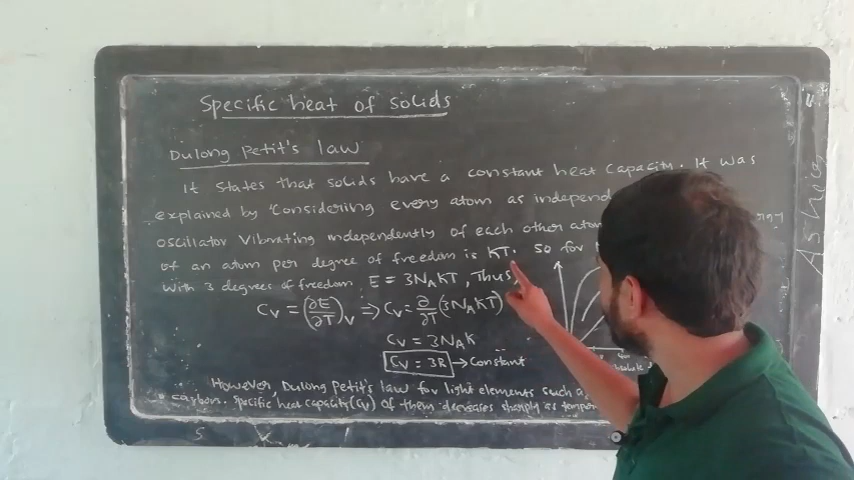 Specific heat of solids
Dulong Petit's law
It states that solids have a constant heat capacity. It was
explained by considering every atom as independ
oscillator vibrating independently of each other atom
of an atom per degree of freedom is KT. So for
with 3 degrees of freedom E = 3NAKT, Thus,
Cv = (∂E/∂T)v ⇒ Cv = ∂/∂T (3NAKT)
Cv = 3NAK
Cv = 3R → Constant
However, Dulong Petit's law for light elements such a
carbon. Specific heat capacity (Cv) of them decreases sharply as temper
Ashiq